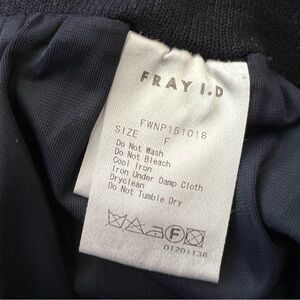 FRAY I.D
FWNP151018
SIZE F
Do Not Wash
Do Not Bleach
Cool Iron
Iron Under Damp Cloth
Dryclean
Do Not Tumble Dry
F
01201136